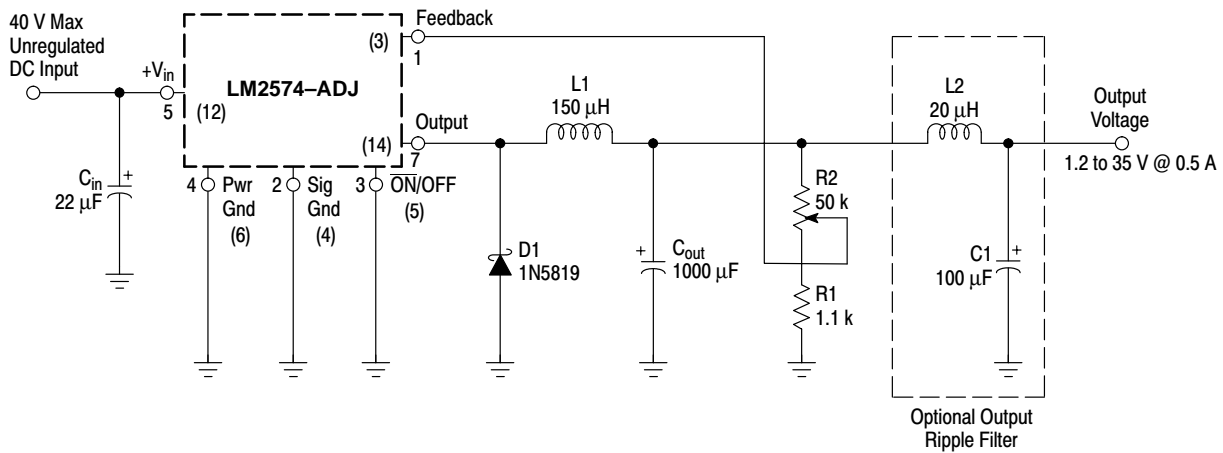 40 V Max
Unregulated
DC Input
+Vin
5
(12)
LM2574–ADJ
(3)
Feedback
1
(14)
Output
7
4
Pwr
Gnd
(6)
2
Sig
Gnd
(4)
3
ON/OFF
(5)
Cin
22 µF
L1
150 µH
D1
1N5819
Cout
1000 µF
R2
50 k
R1
1.1 k
L2
20 µH
C1
100 µF
Output
Voltage
1.2 to 35 V @ 0.5 A
Optional Output
Ripple Filter
+
+
+